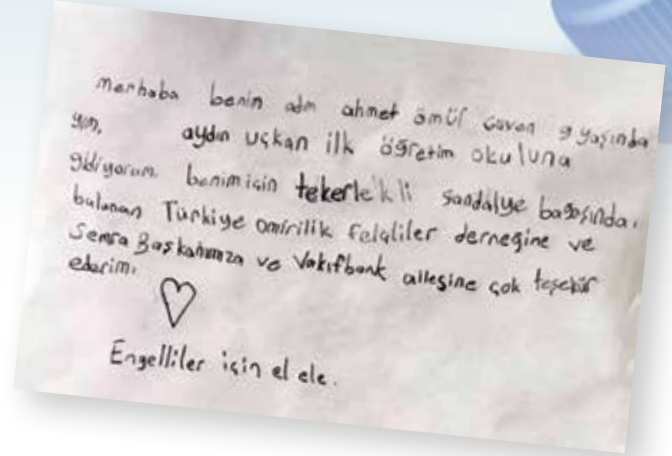 merhaba benim adım ahmet ömür Güven 9 yaşında
yım, aydın uçkan ilk öğretim okuluna
gidiyorum. benim için tekerlekli sandalye bağışında,
bulunan Türkiye omirilik felçliler derneğine ve
Semra Başkanımıza ve Vakıfbank ailesine çok teşekür
ederim.
Engelliler için el ele.